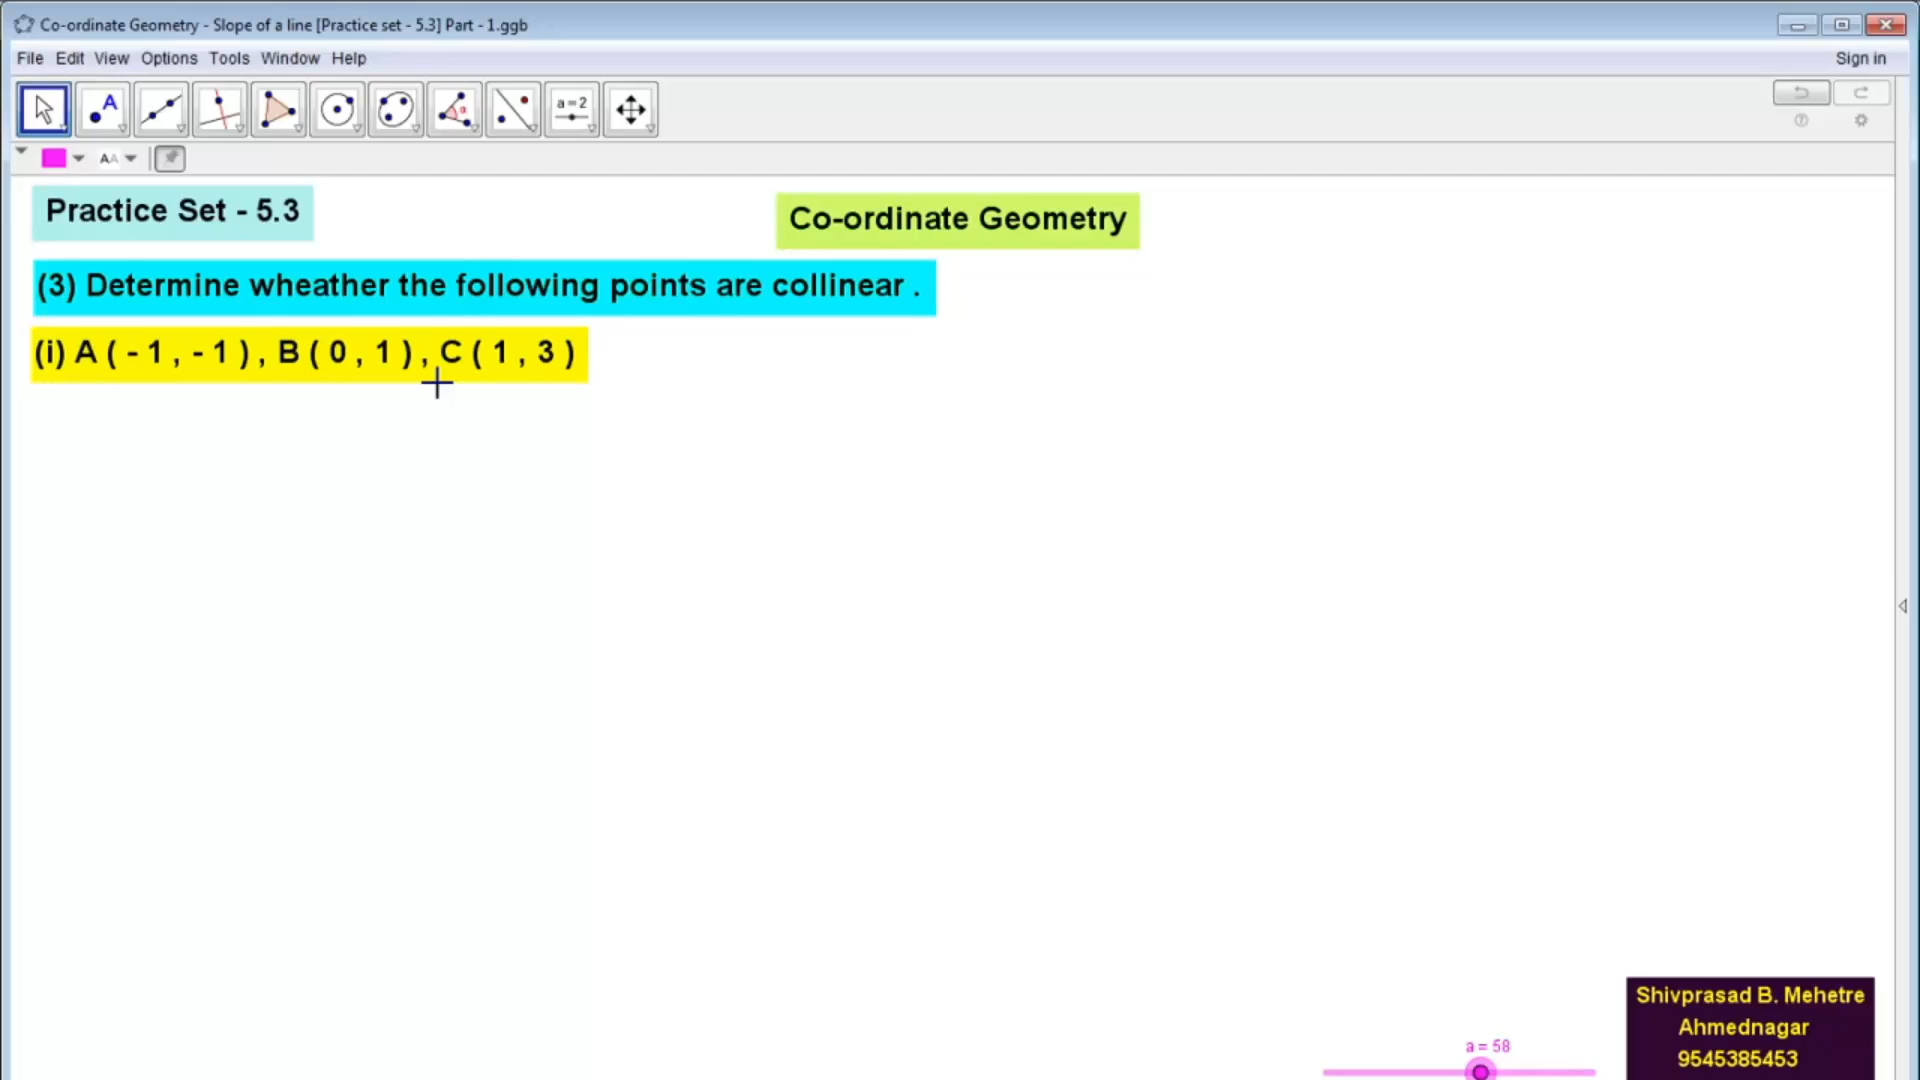 Co-ordinate Geometry - Slope of a line [Practice set - 5.3] Part - 1.ggb
File Edit View Options Tools Window Help Sign in
A
α
a = 2
AA
Practice Set - 5.3
Co-ordinate Geometry
(3) Determine wheather the following points are collinear .
(i) A ( - 1 , - 1 ) , B ( 0 , 1 ) , C ( 1 , 3 )
a = 58
Shivprasad B. Mehetre
Ahmednagar
9545385453